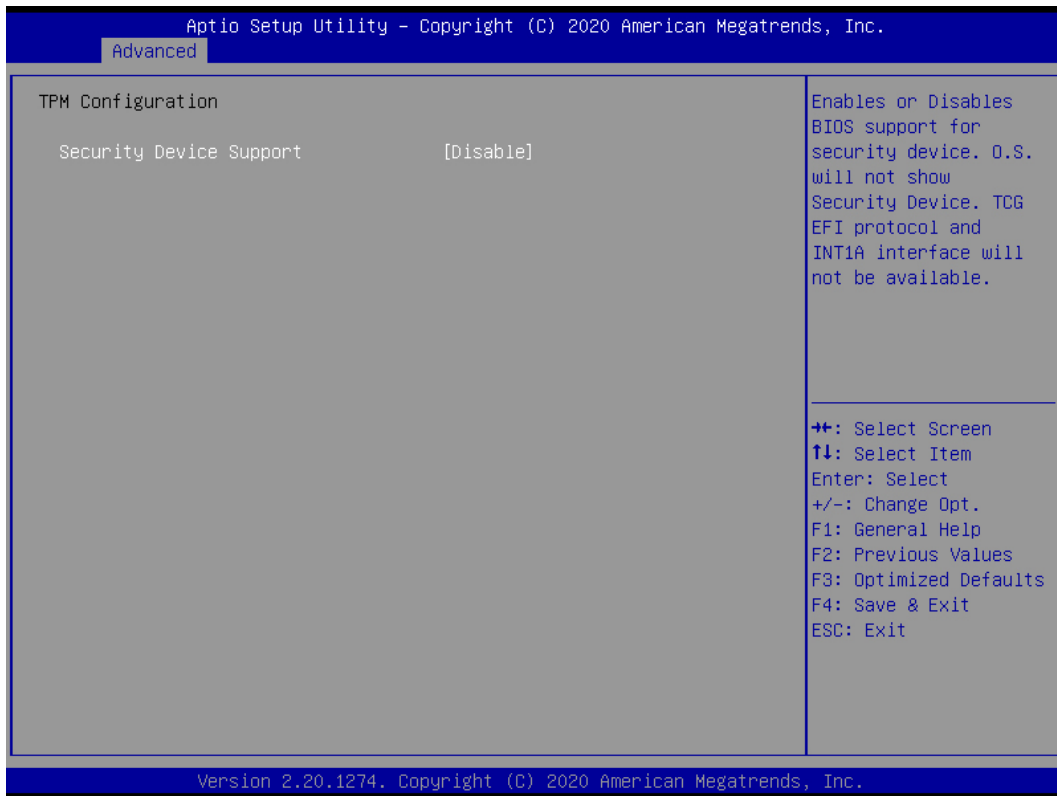 Aptio Setup Utility – Copyright (C) 2020 American Megatrends, Inc.
Advanced
TPM Configuration
Security Device Support [Disable]
Enables or Disables
BIOS support for
security device. O.S.
will not show
Security Device. TCG
EFI protocol and
INT1A interface will
not be available.
→←: Select Screen
↑↓: Select Item
Enter: Select
+/-: Change Opt.
F1: General Help
F2: Previous Values
F3: Optimized Defaults
F4: Save & Exit
ESC: Exit
Version 2.20.1274. Copyright (C) 2020 American Megatrends, Inc.